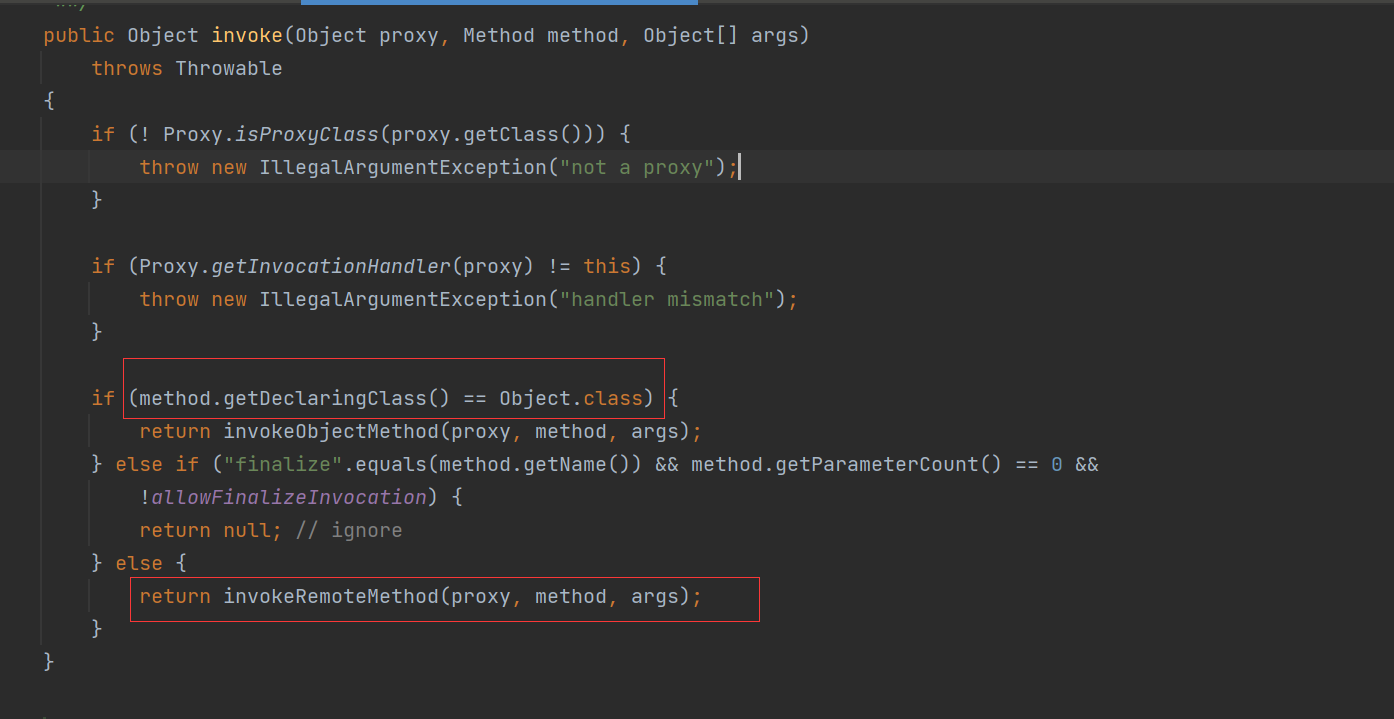 public Object invoke(Object proxy, Method method, Object[] args)
throws Throwable
{
if (! Proxy.isProxyClass(proxy.getClass())) {
throw new IllegalArgumentException("not a proxy");
}
if (Proxy.getInvocationHandler(proxy) != this) {
throw new IllegalArgumentException("handler mismatch");
}
if (method.getDeclaringClass() == Object.class) {
return invokeObjectMethod(proxy, method, args);
} else if ("finalize".equals(method.getName()) && method.getParameterCount() == 0 &&
!allowFinalizeInvocation) {
return null; // ignore
} else {
return invokeRemoteMethod(proxy, method, args);
}
}